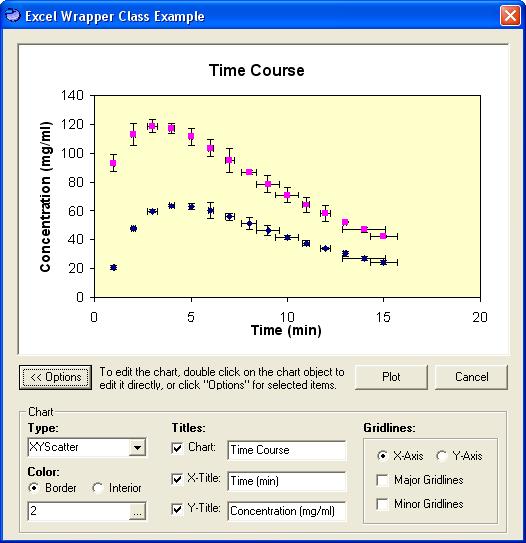 Excel Wrapper Class Example
Time Course
Concentration (mg/ml)
140
120
100
80
60
40
20
0
0 5 10 15 20
Time (min)
<< Options
To edit the chart, double click on the chart object to
edit it directly, or click "Options" for selected items.
Plot
Cancel
Chart
Type:
XYScatter
Color:
Border Interior
2 ...
Titles:
Chart: Time Course
X-Title: Time (min)
Y-Title: Concentration (mg/ml)
Gridlines:
X-Axis Y-Axis
Major Gridlines
Minor Gridlines